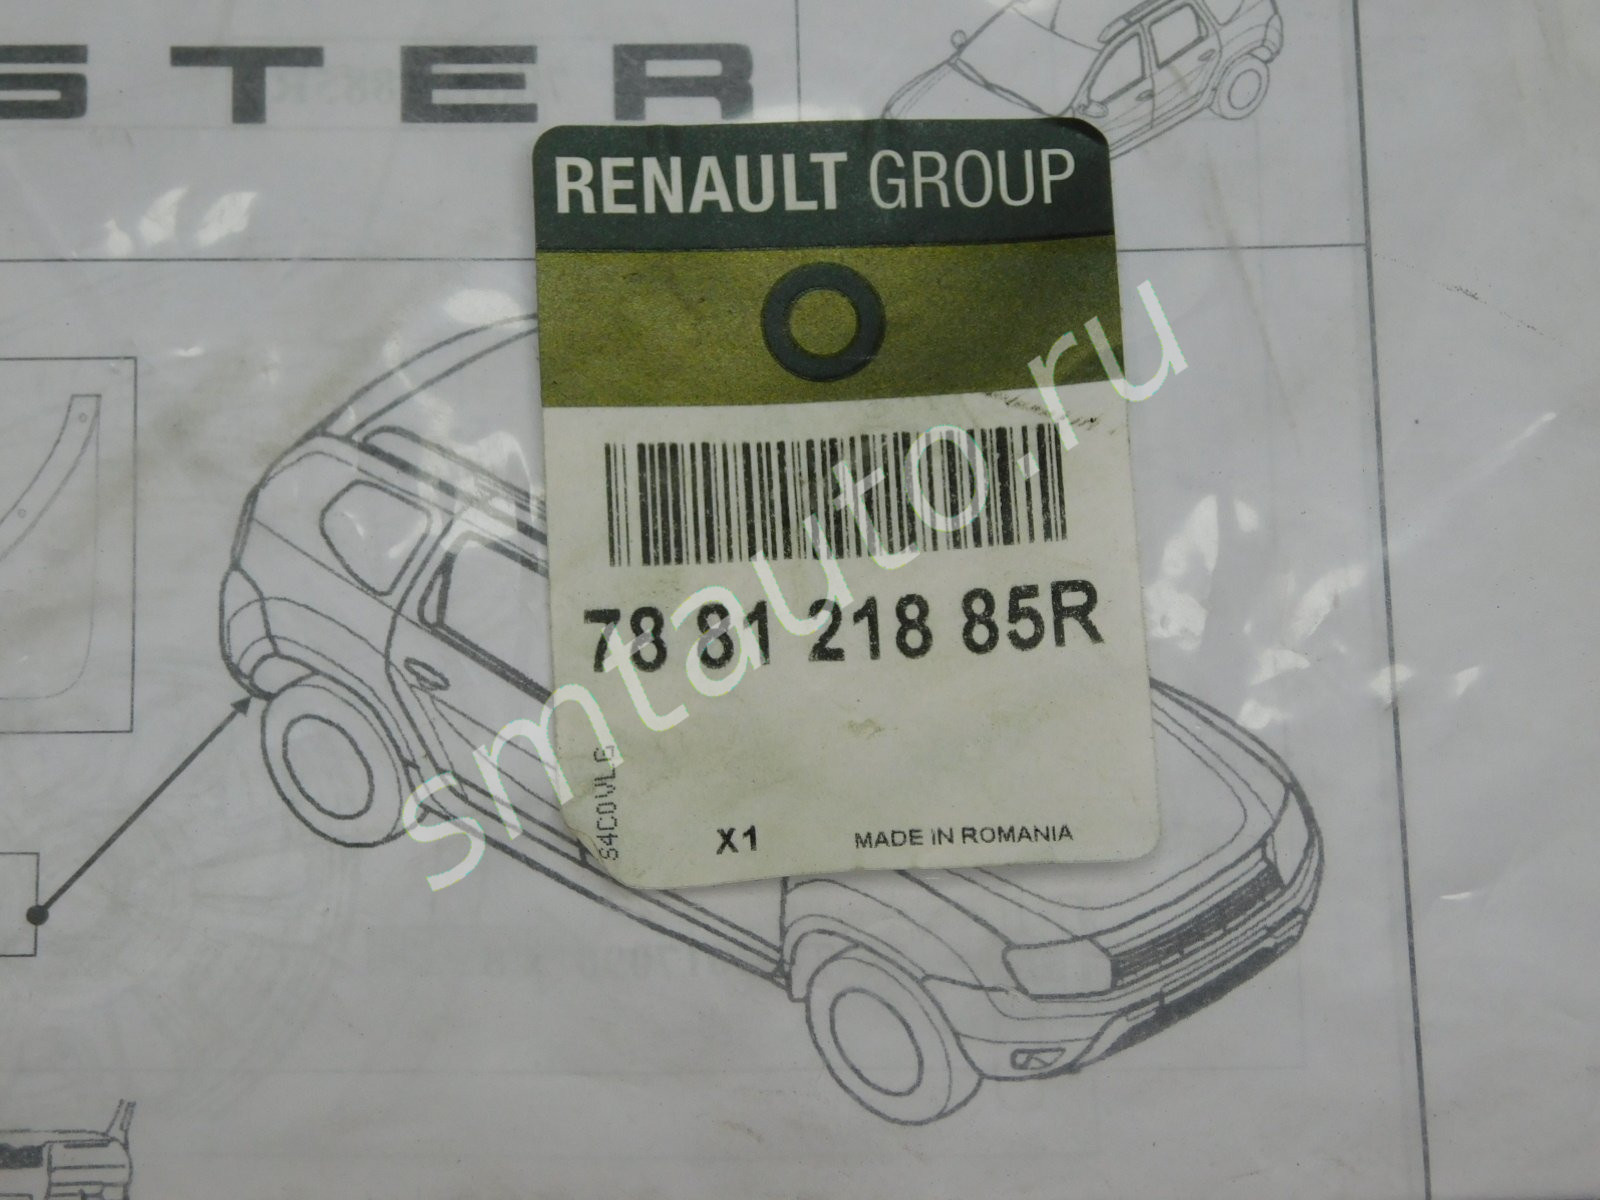 STER
RENAULT GROUP
78 81 218 85R
S4C0VLG
X1
MADE IN ROMANIA
smtauto.ru